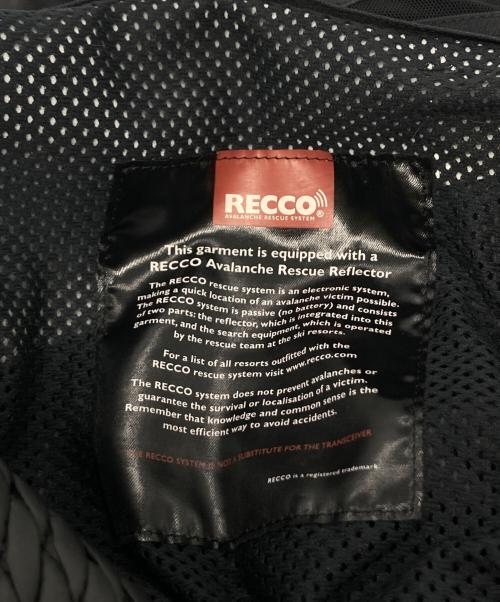 RECCO®
AVALANCHE RESCUE SYSTEM
This garment is equipped with a
RECCO Avalanche Rescue Reflector
The RECCO rescue system is an electronic system,
making a quick location of an avalanche victim possible.
The RECCO system is passive (no battery) and consists
of two parts: the reflector, which is integrated into this
garment, and the search equipment, which is operated
by the rescue team at the ski resorts.
For a list of all resorts outfitted with the
RECCO rescue system visit www.recco.com
The RECCO system does not prevent avalanches or
guarantee the survival or localisation of a victim.
Remember that knowledge and common sense is the
most efficient way to avoid accidents.
THE RECCO SYSTEM IS NOT A SUBSTITUTE FOR THE TRANSCEIVER
RECCO is a registered trademark